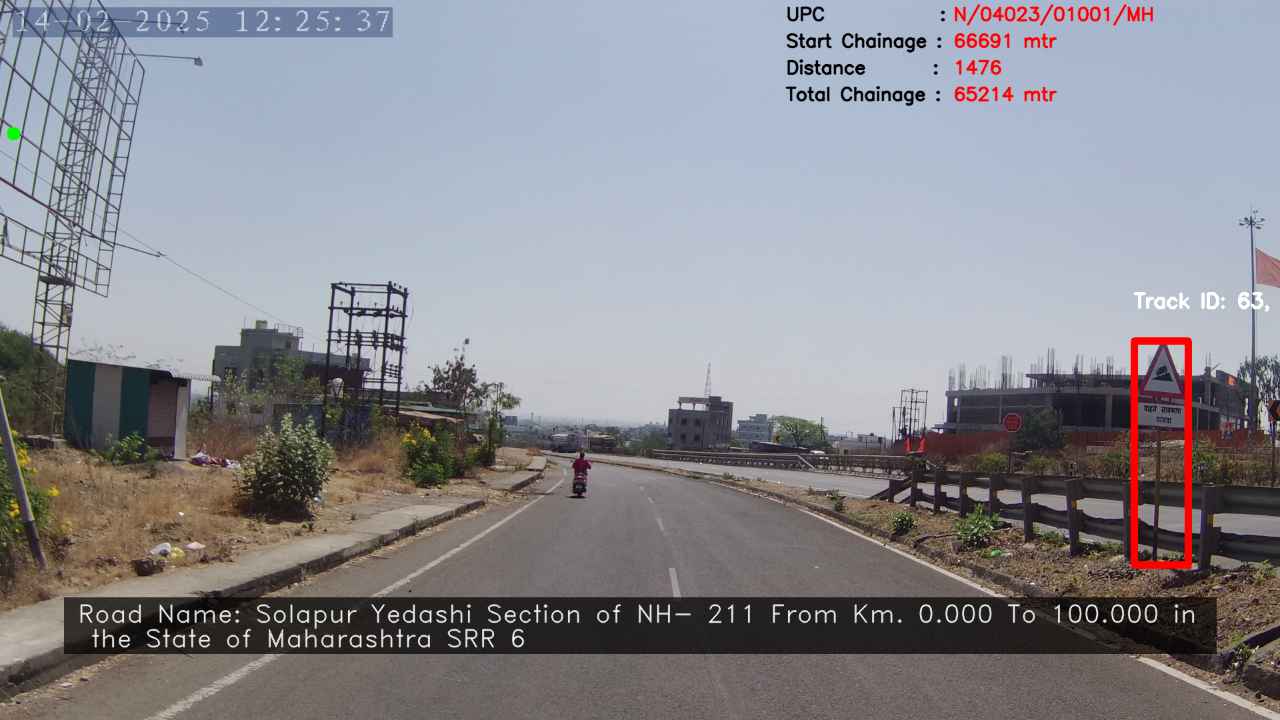 14-02-2025 12:25:37
UPC : N/04023/01001/MH
Start Chainage : 66691 mtr
Distance : 1476
Total Chainage : 65214 mtr
Track ID: 63,
Road Name: Solapur Yedashi Section of NH- 211 From Km. 0.000 To 100.000 in
the State of Maharashtra SRR 6